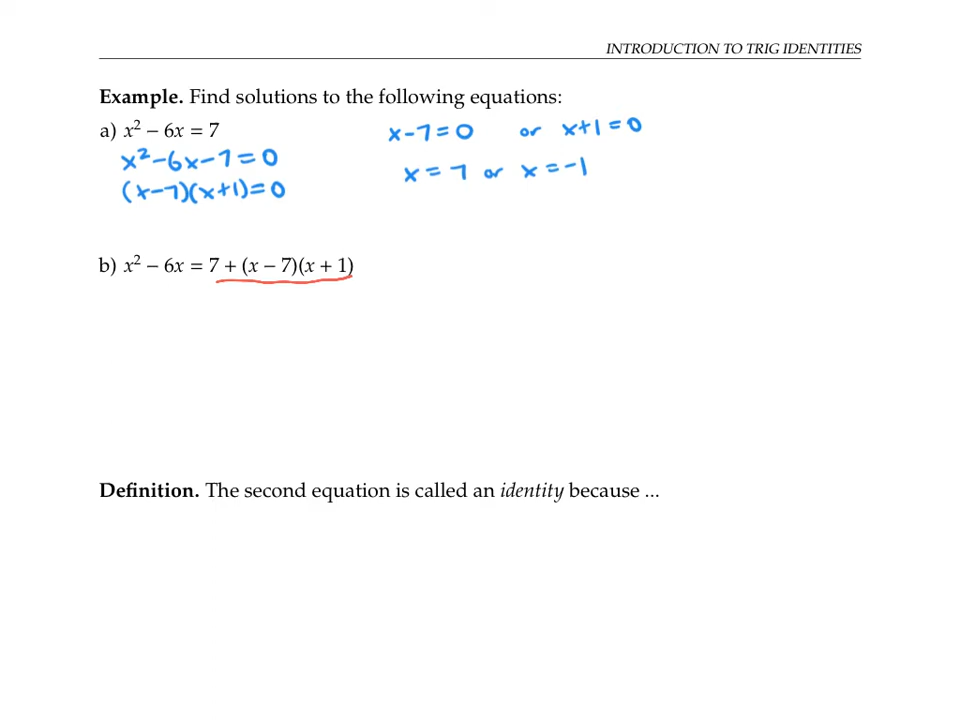 INTRODUCTION TO TRIG IDENTITIES
Example. Find solutions to the following equations:
a) x² − 6x = 7
x − 7 = 0 or x + 1 = 0
x² − 6x − 7 = 0
x = 7 or x = −1
(x − 7)(x + 1) = 0
b) x² − 6x = 7 + (x − 7)(x + 1)
Definition. The second equation is called an identity because ...